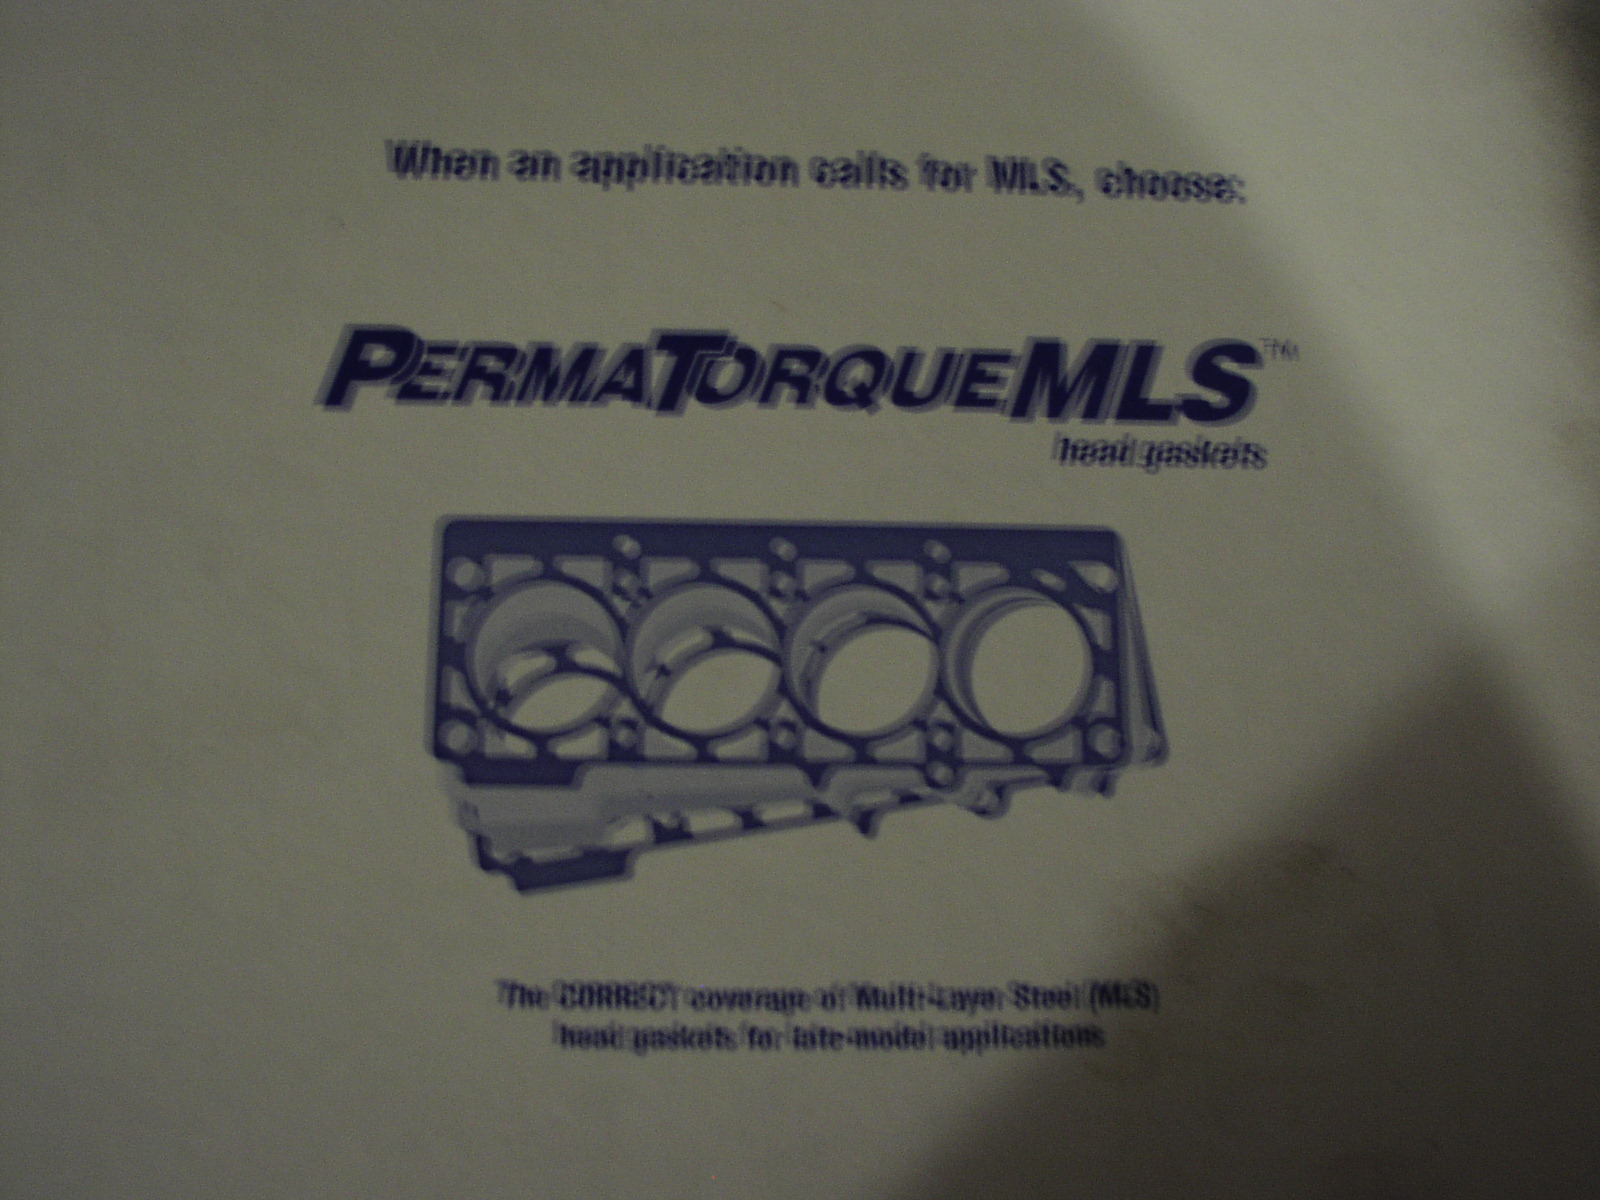 When an application calls for MLS, choose:
PERMATORQUEMLS™
head gaskets
The CORRECT coverage of Multi-Layer Steel (MLS)
head gaskets for late-model applications